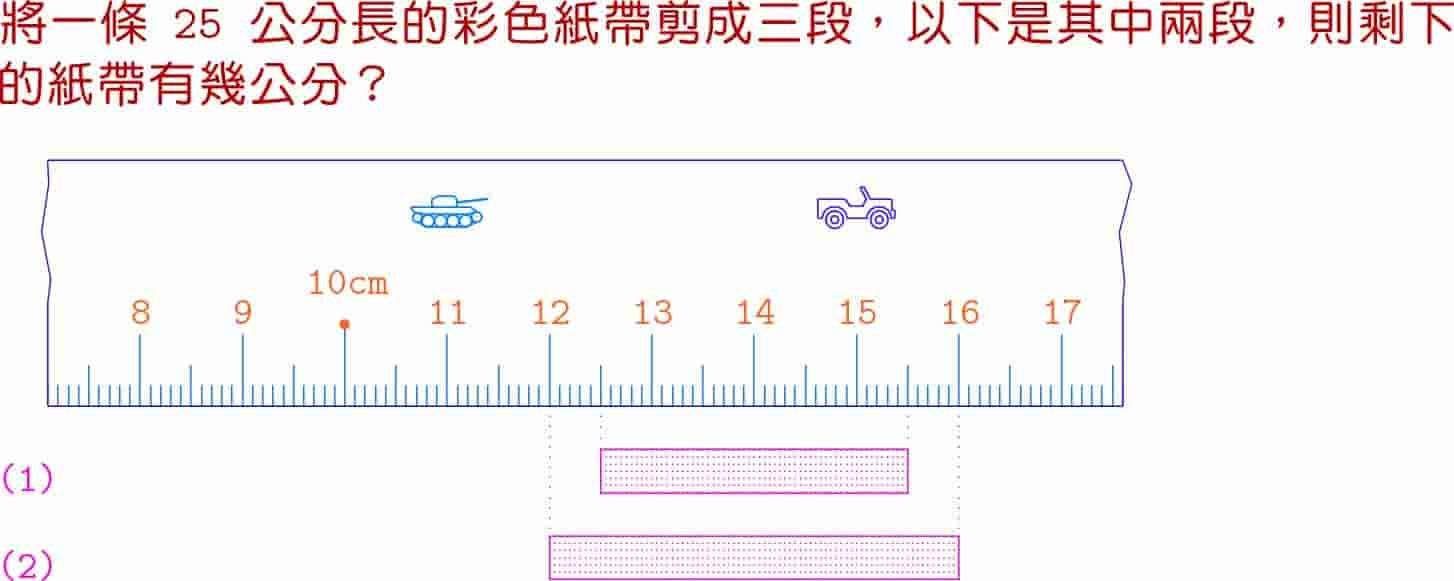 將一條 25 公分長的彩色紙帶剪成三段，以下是其中兩段，則剩下
的紙帶有幾公分？
10cm
8 9 11 12 13 14 15 16 17
(1)
(2)